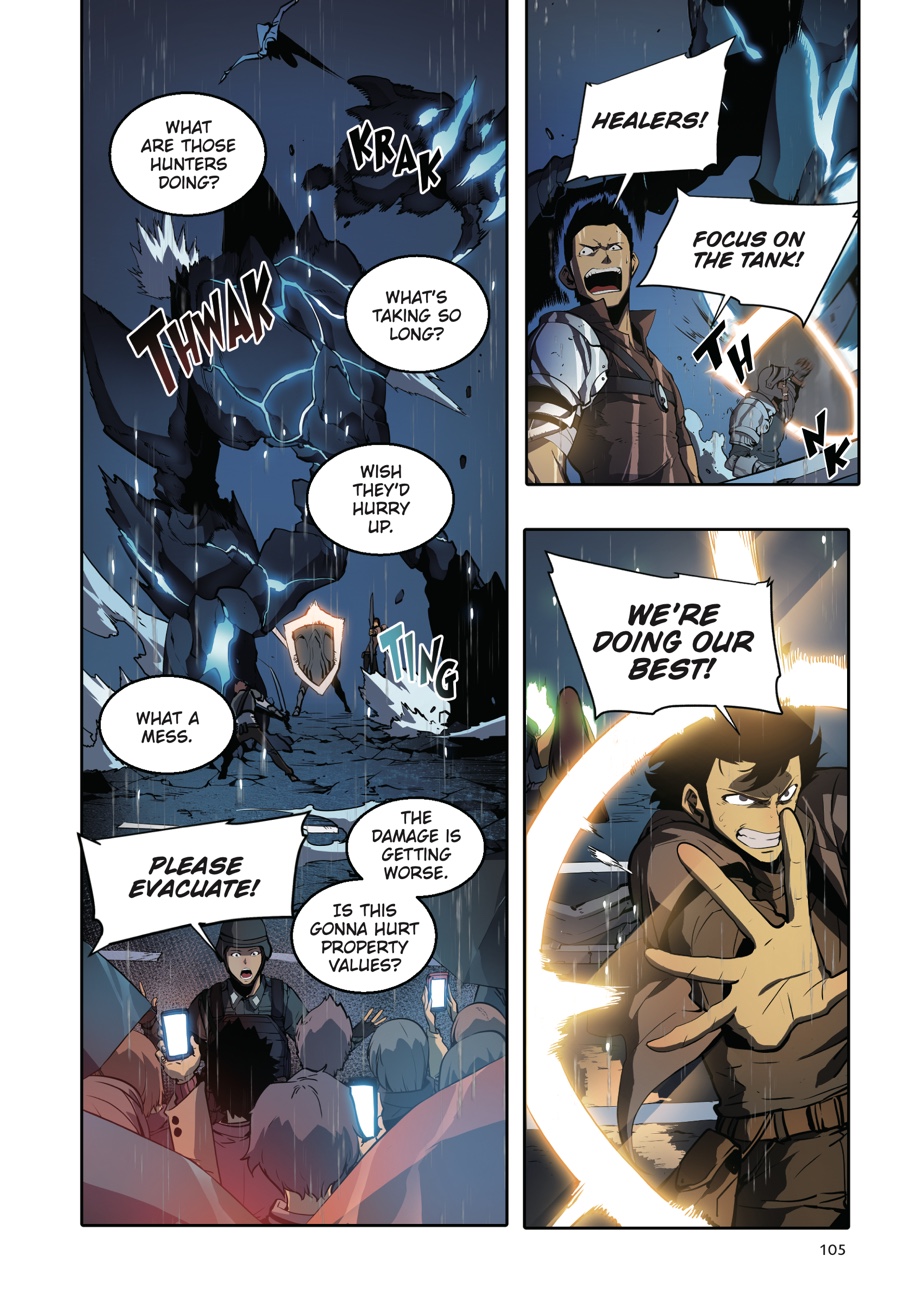 WHAT
ARE THOSE
HUNTERS
DOING?
KRAK
THWAK
WHAT'S
TAKING SO
LONG?
WISH
THEY'D
HURRY
UP.
TING
WHAT A
MESS.
THE
DAMAGE IS
GETTING
WORSE.
PLEASE
EVACUATE!
IS THIS
GONNA HURT
PROPERTY
VALUES?
HEALERS!
FOCUS ON
THE TANK!
TH
NK
WE'RE
DOING OUR
BEST!
105